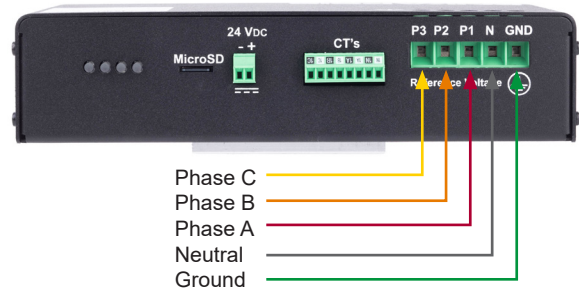 24 VDC
- +
MicroSD
CT's
P3 P2 P1 N GND
Reference Voltage
Phase C
Phase B
Phase A
Neutral
Ground